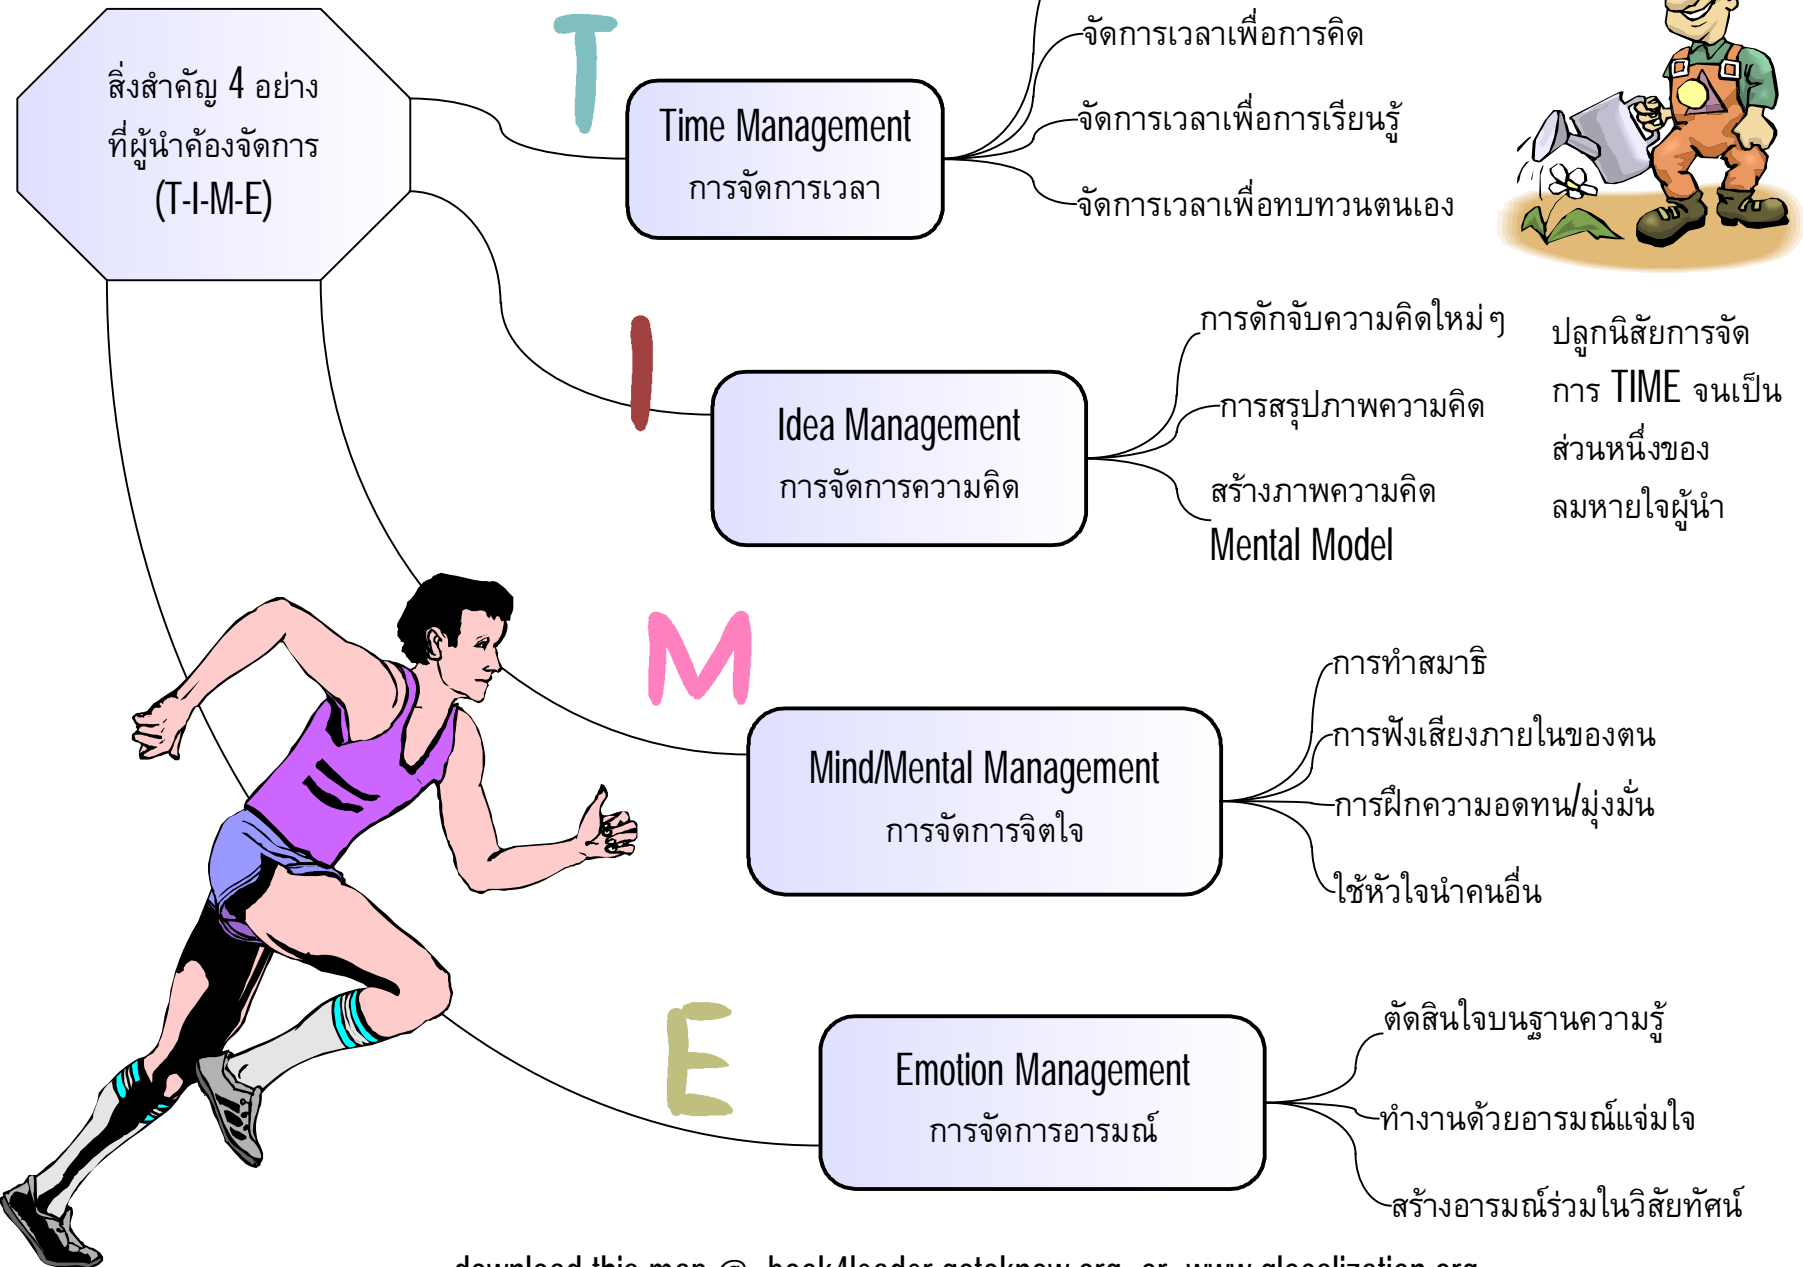 สิ่งสำคัญ 4 อย่าง
ที่ผู้นำค้องจัดการ
(T-I-M-E)
T
Time Management
การจัดการเวลา
จัดการเวลาเพื่อการคิด
จัดการเวลาเพื่อการเรียนรู้
จัดการเวลาเพื่อทบทวนตนเอง
I
Idea Management
การจัดการความคิด
การดักจับความคิดใหม่ๆ
การสรุปภาพความคิด
สร้างภาพความคิด
Mental Model
ปลูกนิสัยการจัด
การ TIME จนเป็น
ส่วนหนึ่งของ
ลมหายใจผู้นำ
M
Mind/Mental Management
การจัดการจิตใจ
การทำสมาธิ
การฟังเสียงภายในของตน
การฝึกความอดทน/มุ่งมั่น
ใช้หัวใจนำคนอื่น
E
Emotion Management
การจัดการอารมณ์
ตัดสินใจบนฐานความรู้
ทำงานด้วยอารมณ์แจ่มใจ
สร้างอารมณ์ร่วมในวิสัยทัศน์
download this map @ book4leader.gotoknow.org or www.glocalization.org